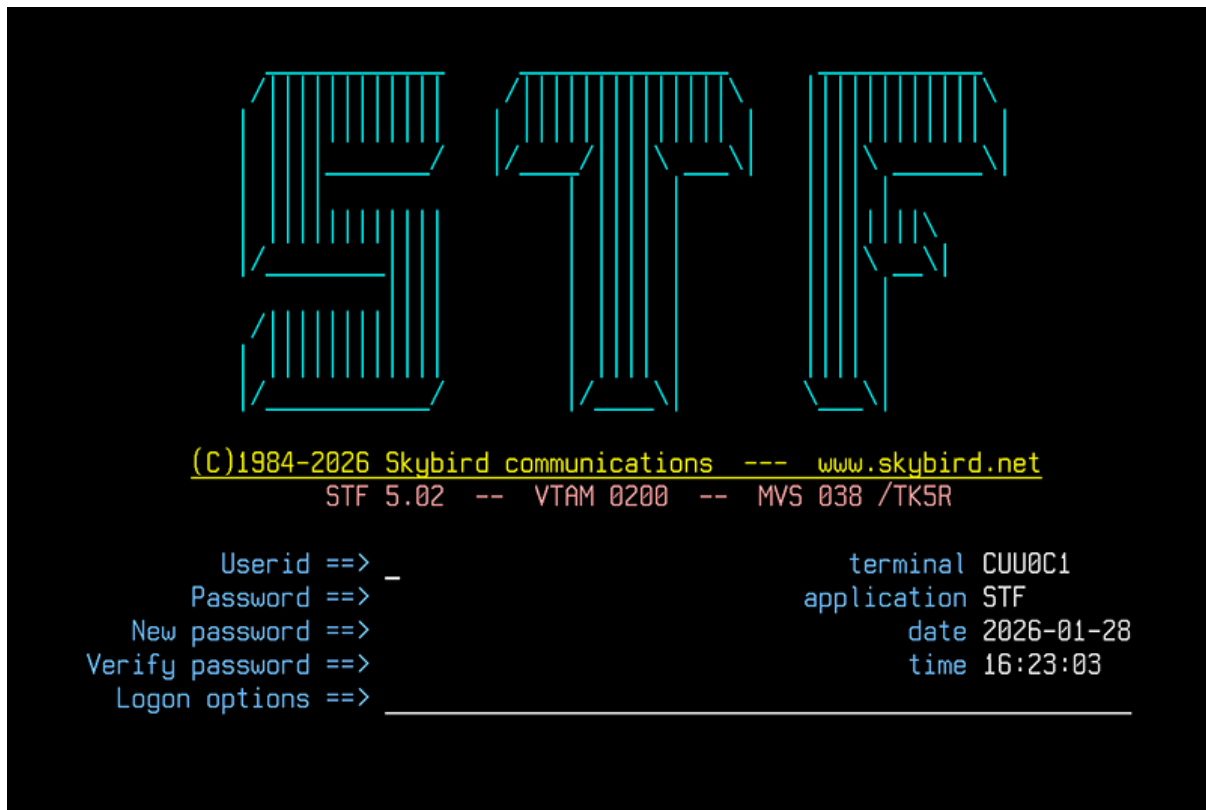 STF
(C)1984-2026 Skybird communications --- www.skybird.net
STF 5.02 -- VTAM 0200 -- MVS 038 /TK5R
Userid ==> _ terminal CUU0C1
Password ==> application STF
New password ==> date 2026-01-28
Verify password ==> time 16:23:03
Logon options ==>